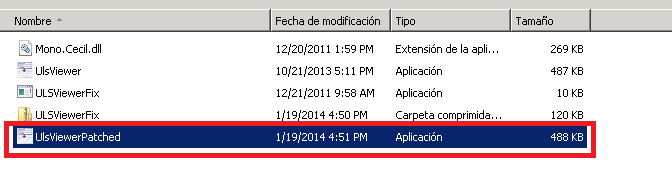 Nombre Fecha de modificación Tipo Tamaño
Mono.Cecil.dll 12/20/2011 1:59 PM Extensión de la apli... 269 KB
UlsViewer 10/21/2013 5:11 PM Aplicación 487 KB
ULSViewerFix 12/21/2011 9:58 AM Aplicación 10 KB
ULSViewerFix 1/19/2014 4:50 PM Carpeta comprimida... 120 KB
UlsViewerPatched 1/19/2014 4:51 PM Aplicación 488 KB